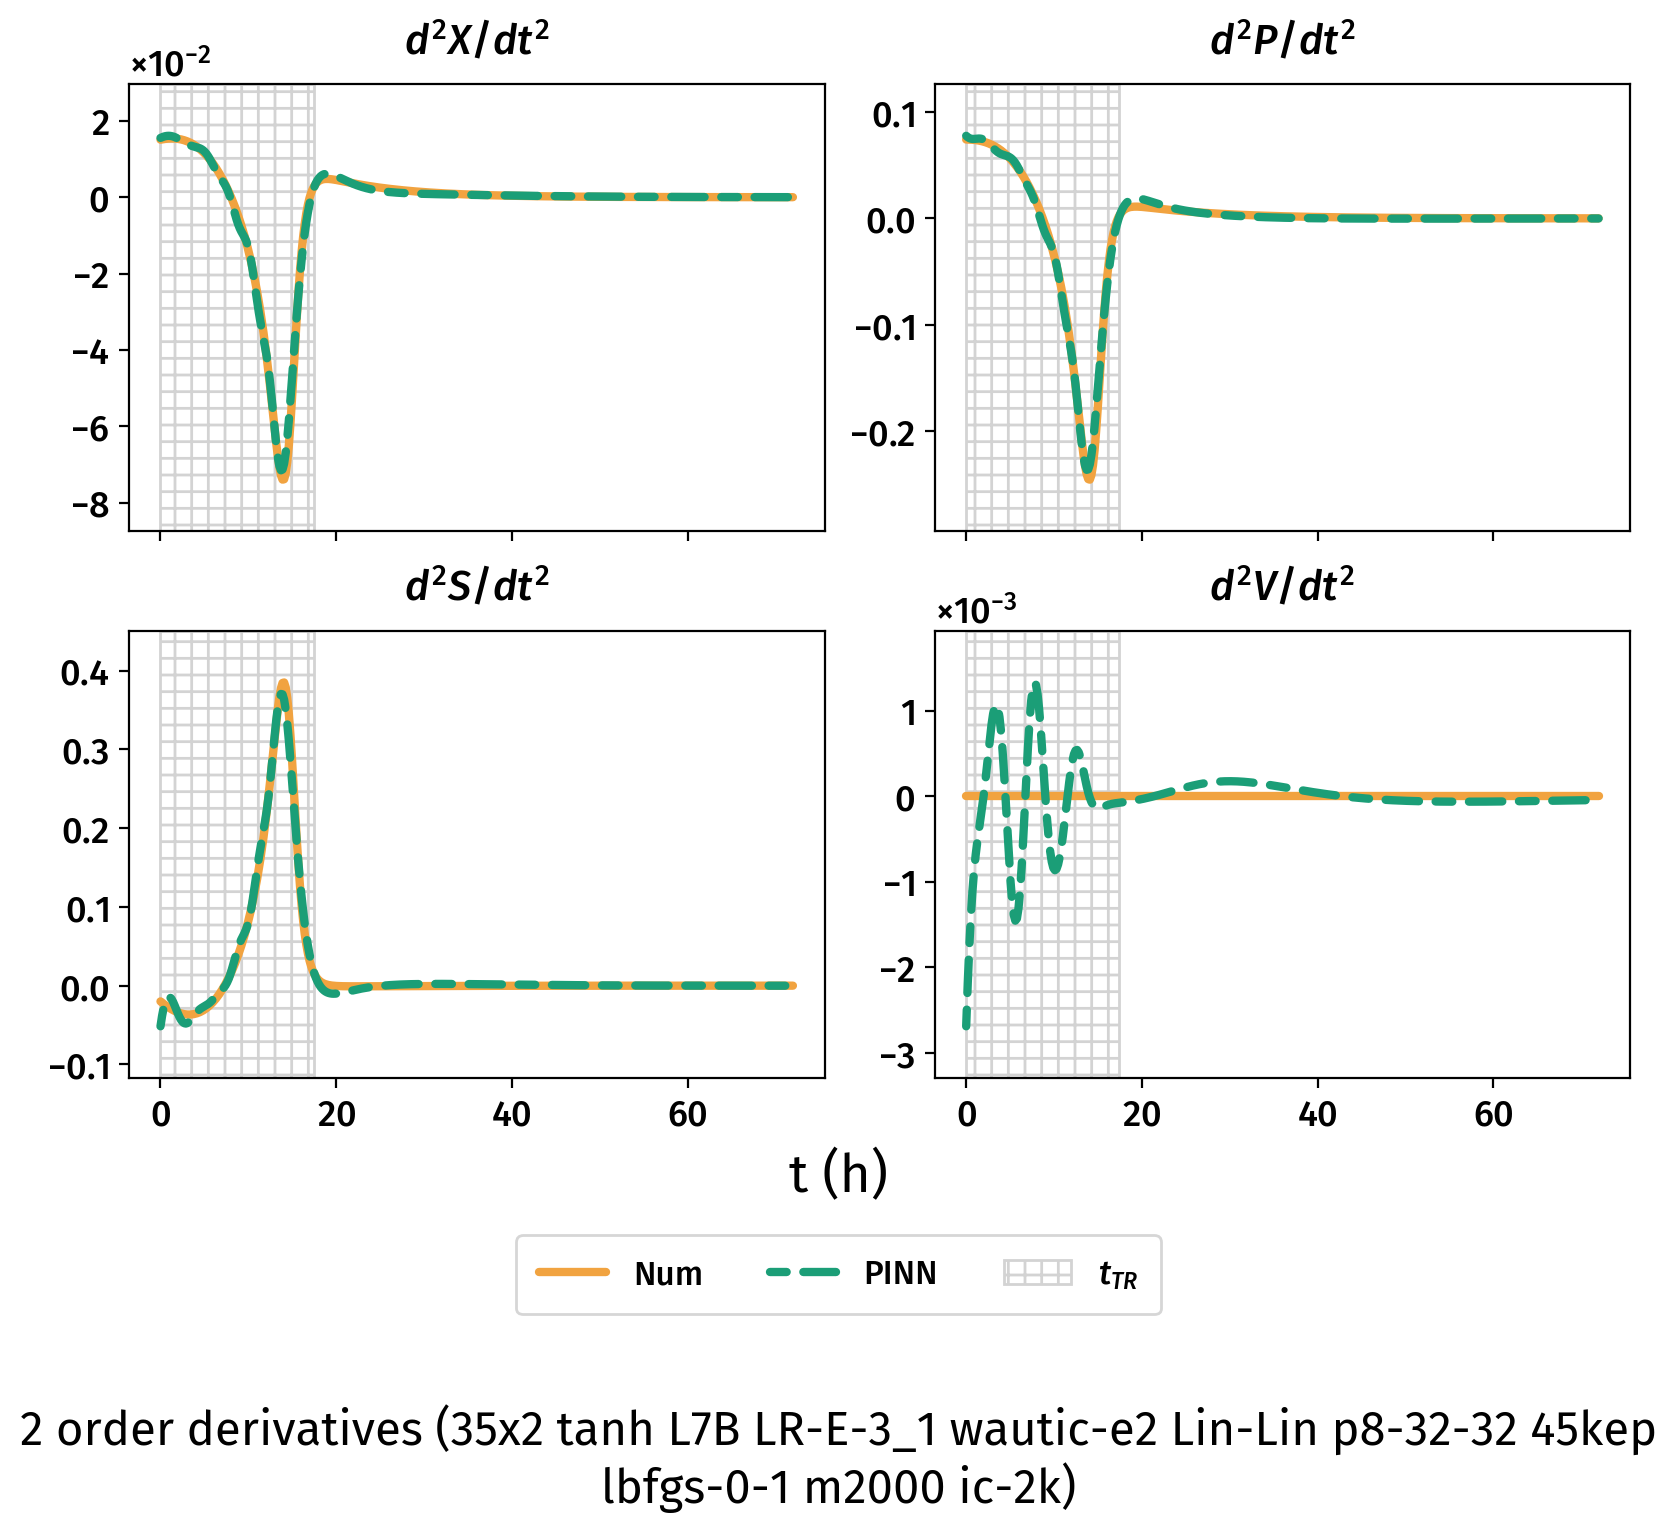 d²X/dt²
×10⁻²
2
0
−2
−4
−6
−8
d²P/dt²
0.1
0.0
−0.1
−0.2
d²S/dt²
0.4
0.3
0.2
0.1
0.0
−0.1
0 20 40 60
d²V/dt²
×10⁻³
1
0
−1
−2
−3
0 20 40 60
t (h)
Num PINN t_TR
2 order derivatives (35x2 tanh L7B LR-E-3_1 wautic-e2 Lin-Lin p8-32-32 45kep
lbfgs-0-1 m2000 ic-2k)